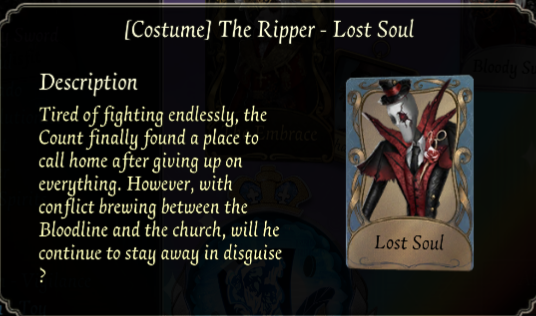 [Costume] The Ripper - Lost Soul
Description
Tired of fighting endlessly, the
Count finally found a place to
call home after giving up on
everything. However, with
conflict brewing between the
Bloodline and the church, will he
continue to stay away in disguise
?
Lost Soul